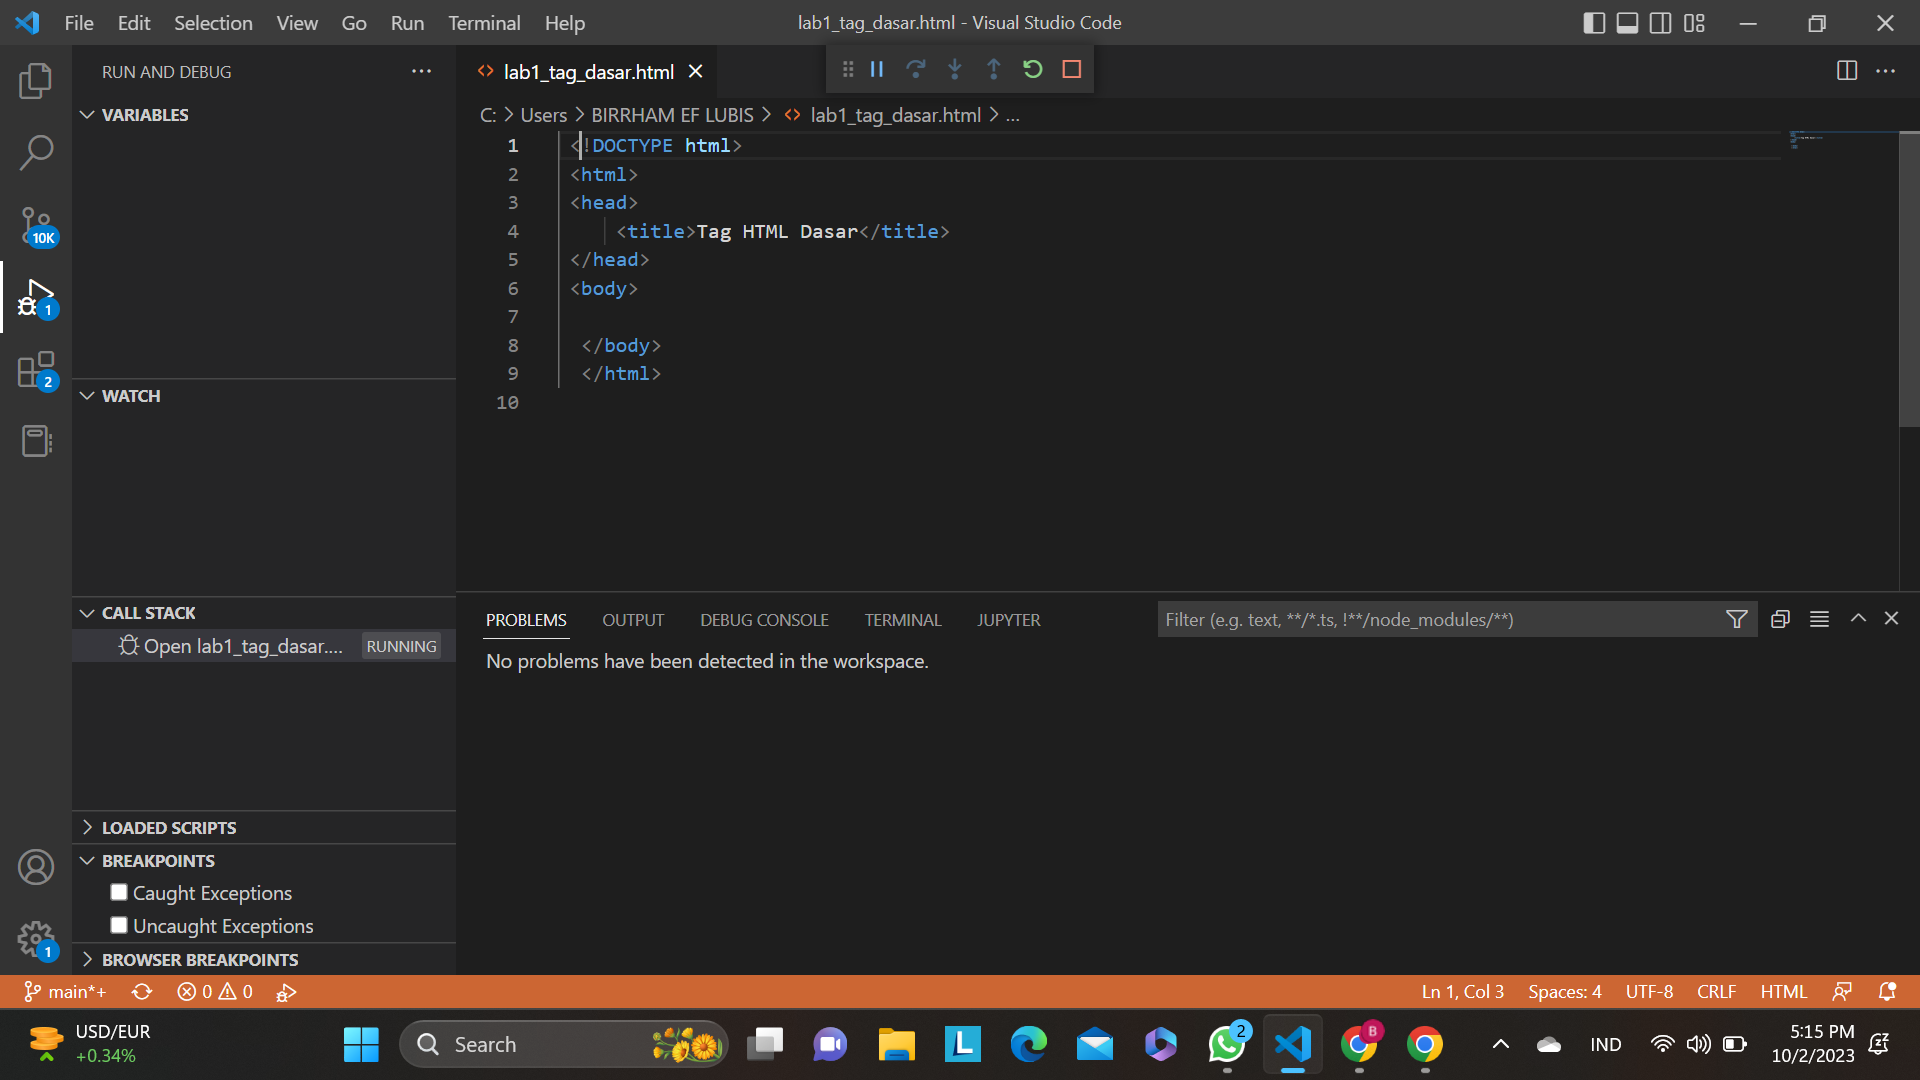 File Edit Selection View Go Run Terminal Help
lab1_tag_dasar.html - Visual Studio Code
RUN AND DEBUG
VARIABLES
WATCH
CALL STACK
Open lab1_tag_dasar.... RUNNING
LOADED SCRIPTS
BREAKPOINTS
Caught Exceptions
Uncaught Exceptions
BROWSER BREAKPOINTS
10K
1
2
1
lab1_tag_dasar.html
C: > Users > BIRRHAM EF LUBIS > lab1_tag_dasar.html > ...
1 <!DOCTYPE html>
2 <html>
3 <head>
4 <title>Tag HTML Dasar</title>
5 </head>
6 <body>
7
8 </body>
9 </html>
10
PROBLEMS OUTPUT DEBUG CONSOLE TERMINAL JUPYTER
Filter (e.g. text, **/*.ts, !**/node_modules/**)
No problems have been detected in the workspace.
main*+ 0 0
Ln 1, Col 3 Spaces: 4 UTF-8 CRLF HTML
USD/EUR
+0.34%
Search
L
2
B
IND
5:15 PM
10/2/2023